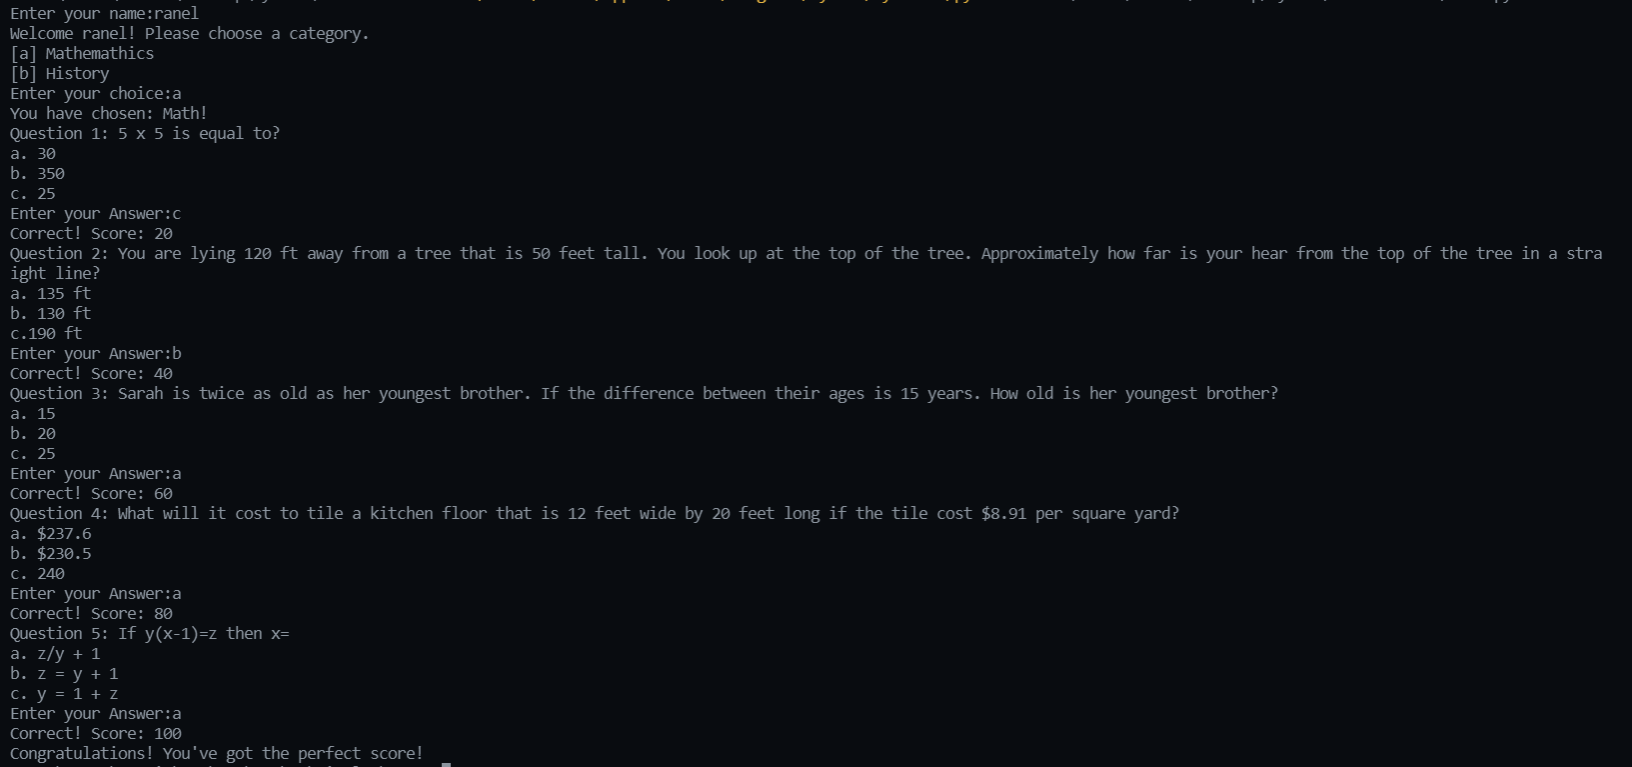 Enter your name:ranel
Welcome ranel! Please choose a category.
[a] Mathemathics
[b] History
Enter your choice:a
You have chosen: Math!
Question 1: 5 x 5 is equal to?
a. 30
b. 350
c. 25
Enter your Answer:c
Correct! Score: 20
Question 2: You are lying 120 ft away from a tree that is 50 feet tall. You look up at the top of the tree. Approximately how far is your hear from the top of the tree in a stra
ight line?
a. 135 ft
b. 130 ft
c.190 ft
Enter your Answer:b
Correct! Score: 40
Question 3: Sarah is twice as old as her youngest brother. If the difference between their ages is 15 years. How old is her youngest brother?
a. 15
b. 20
c. 25
Enter your Answer:a
Correct! Score: 60
Question 4: What will it cost to tile a kitchen floor that is 12 feet wide by 20 feet long if the tile cost $8.91 per square yard?
a. $237.6
b. $230.5
c. 240
Enter your Answer:a
Correct! Score: 80
Question 5: If y(x-1)=z then x=
a. z/y + 1
b. z = y + 1
c. y = 1 + z
Enter your Answer:a
Correct! Score: 100
Congratulations! You've got the perfect score!